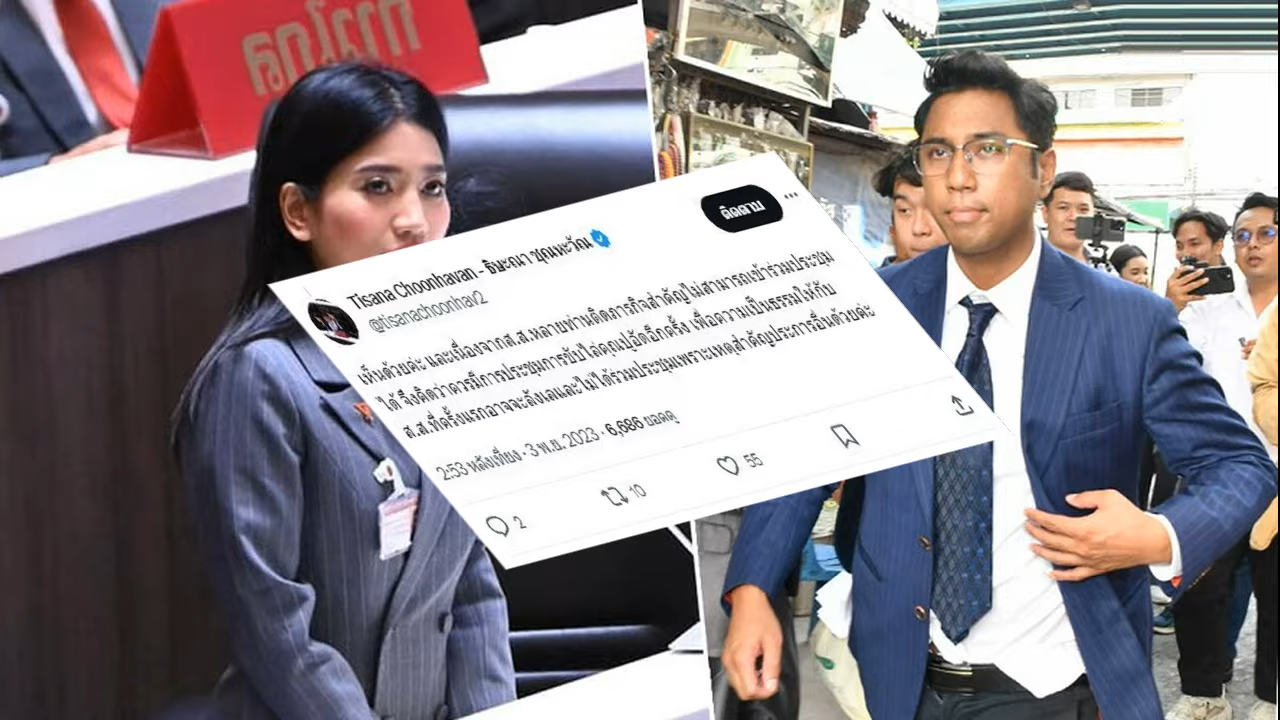 ติดตาม
Tisana Choonhavan - ธิษะณา ชุณหะวัณ
@tisanachoonhav2
เห็นด้วยค่ะ และเนื่องจากส.ส.หลายท่านติดภารกิจสำคัญไม่สามารถเข้าร่วมประชุม
ได้ จึงคิดว่าควรมีการประชุมการขับไล่คุณปูอัดอีกครั้ง เพื่อความเป็นธรรมให้กับ
ส.ส.ที่ครั้งแรกอาจจะลังเลและไม่ได้ร่วมประชุมเพราะเหตุสำคัญประการอื่นด้วยค่ะ
2:53 หลังเที่ยง · 3 พ.ย. 2023 · 6,686 ยอดดู
2 10 55